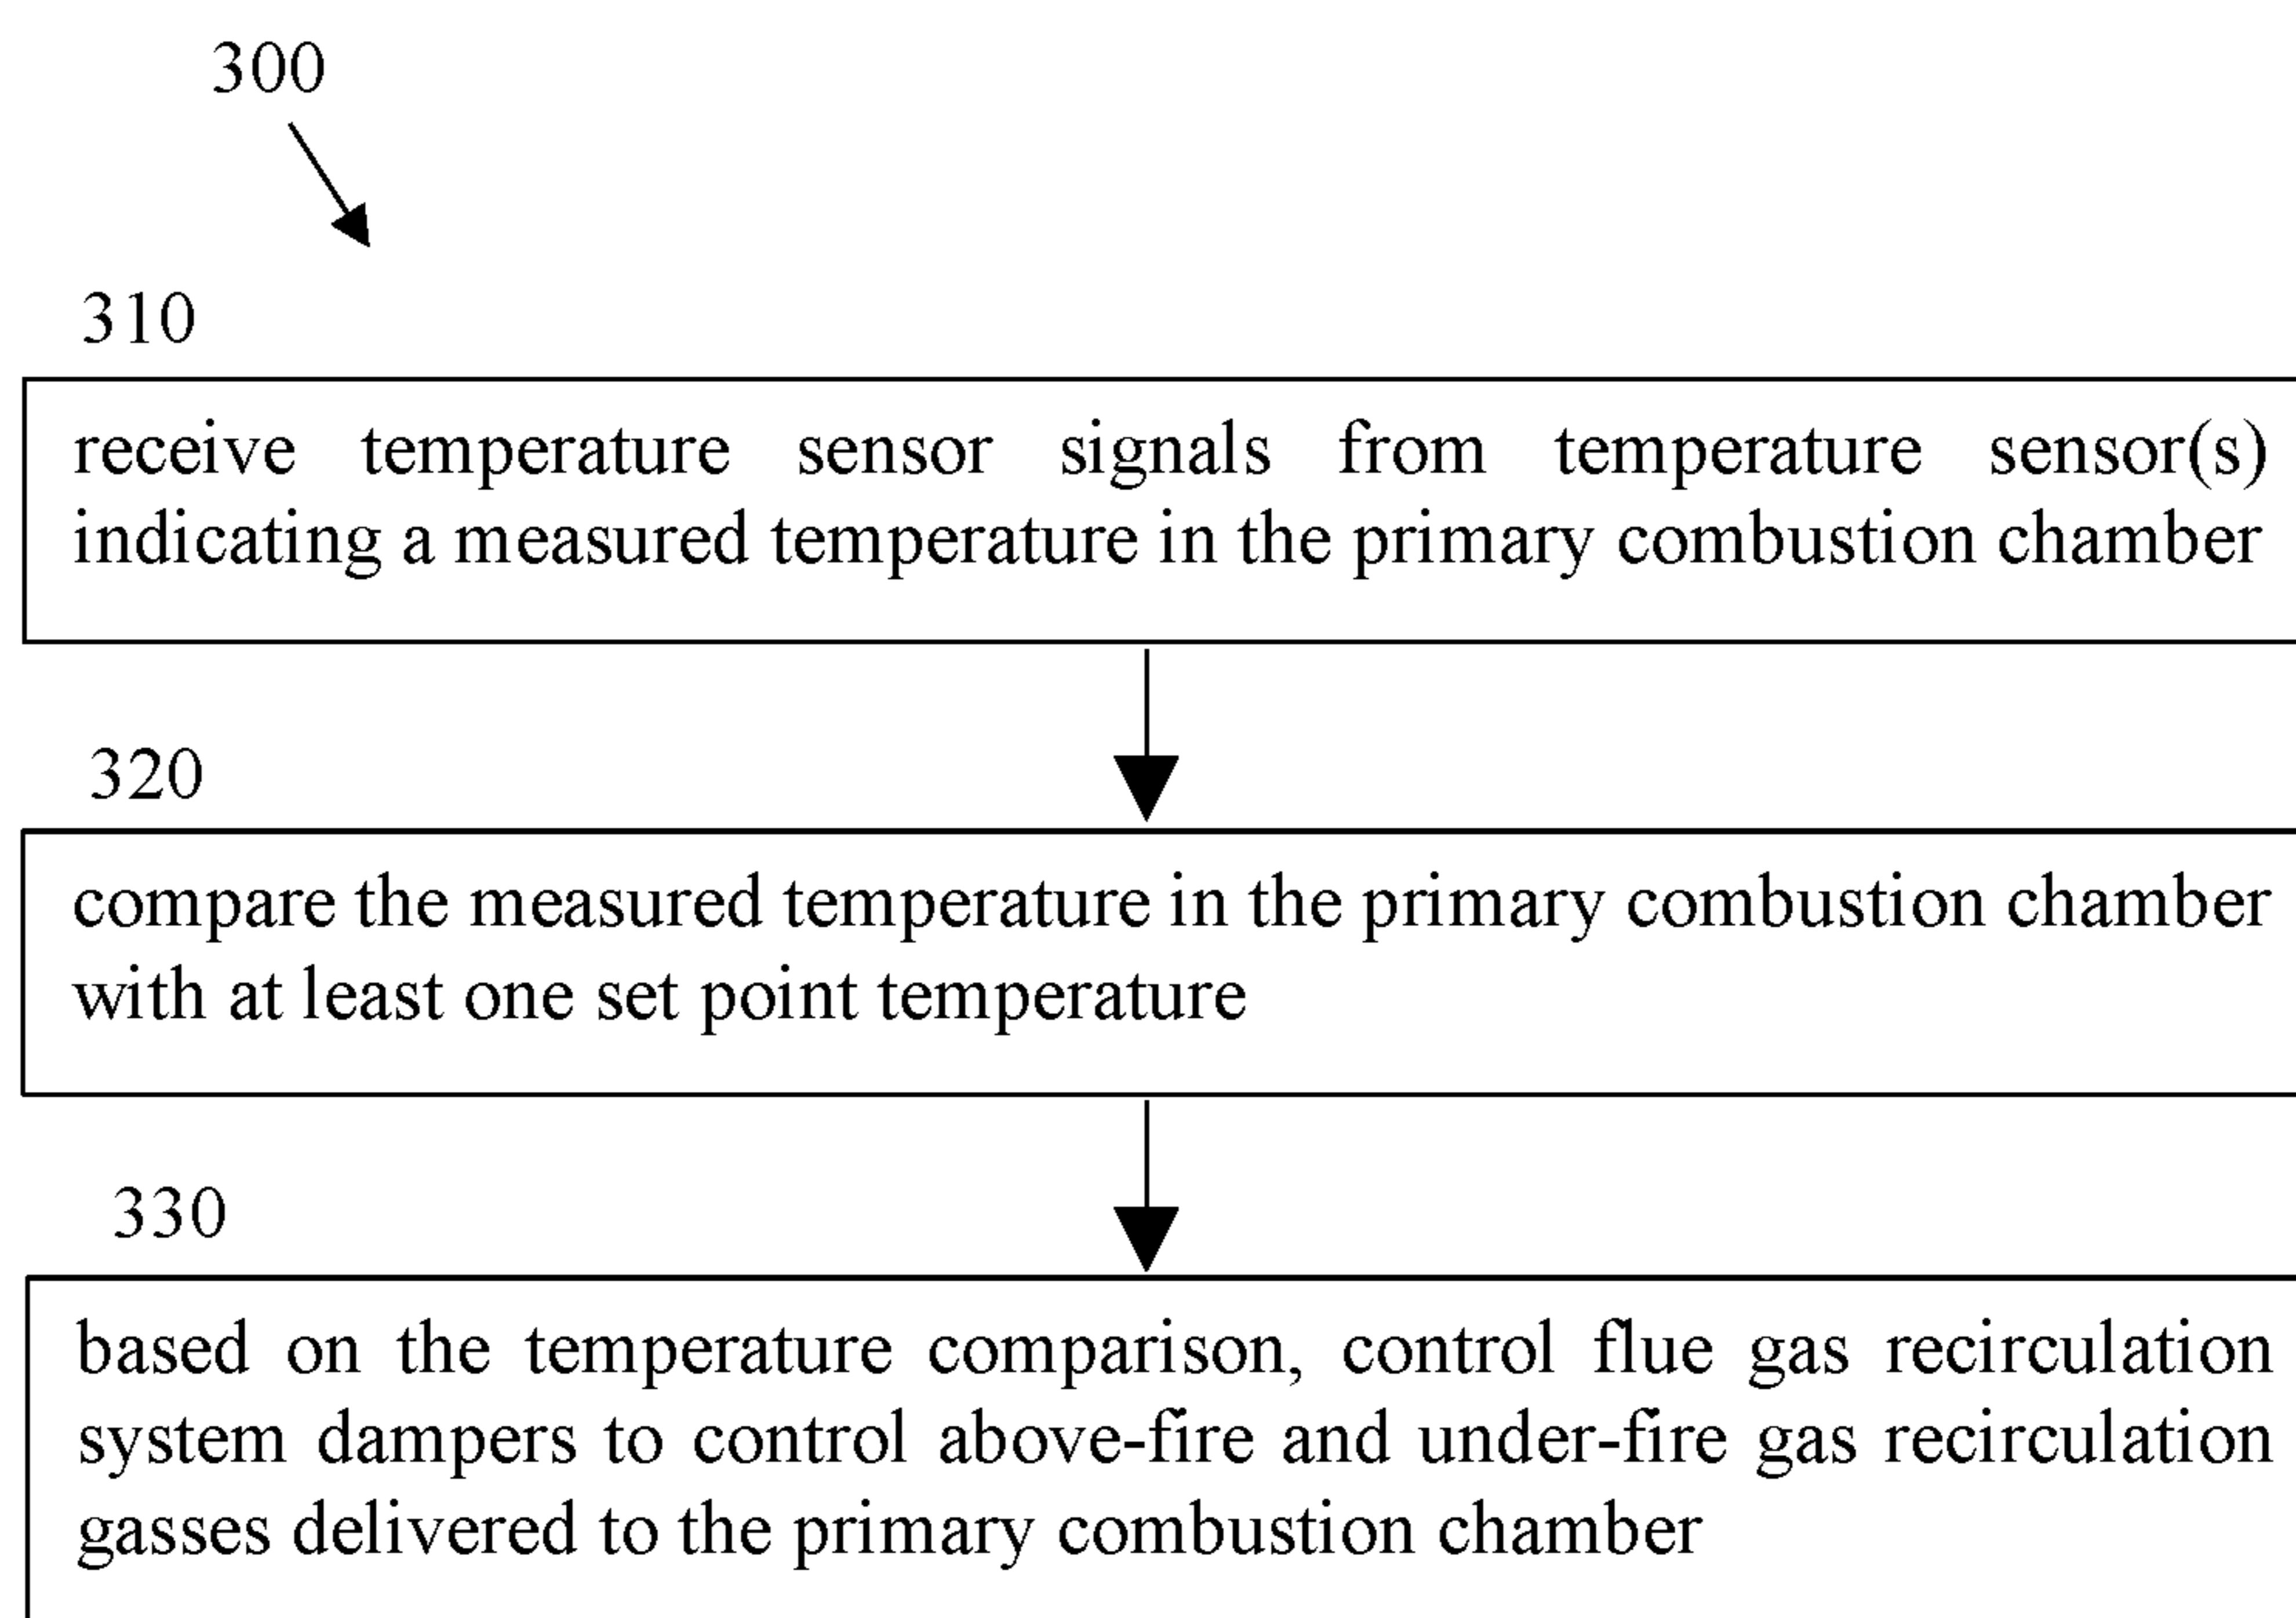 300
310
receive temperature sensor signals from temperature sensor(s)
indicating a measured temperature in the primary combustion chamber
320
compare the measured temperature in the primary combustion chamber
with at least one set point temperature
330
based on the temperature comparison, control flue gas recirculation
system dampers to control above-fire and under-fire gas recirculation
gasses delivered to the primary combustion chamber